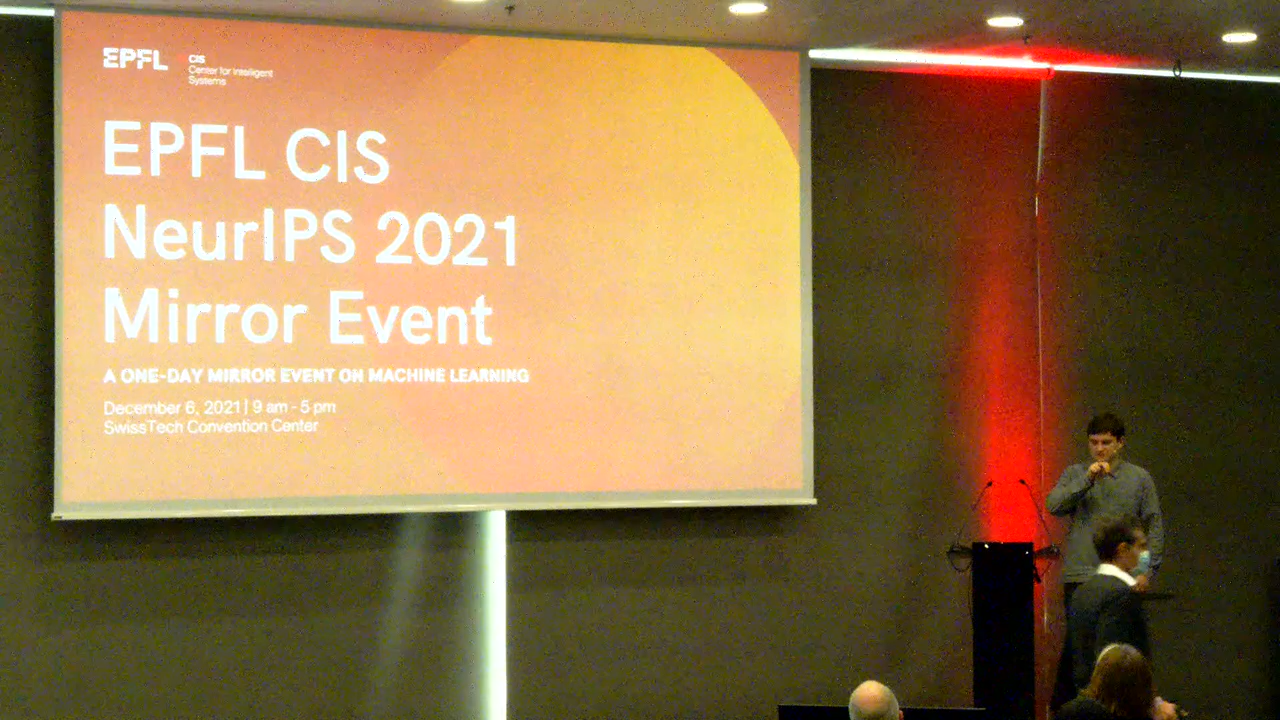 EPFL
CIS
Center for Intelligent
Systems
EPFL CIS
NeurIPS 2021
Mirror Event
A ONE-DAY MIRROR EVENT ON MACHINE LEARNING
December 6, 2021 | 9 am - 5 pm
SwissTech Convention Center